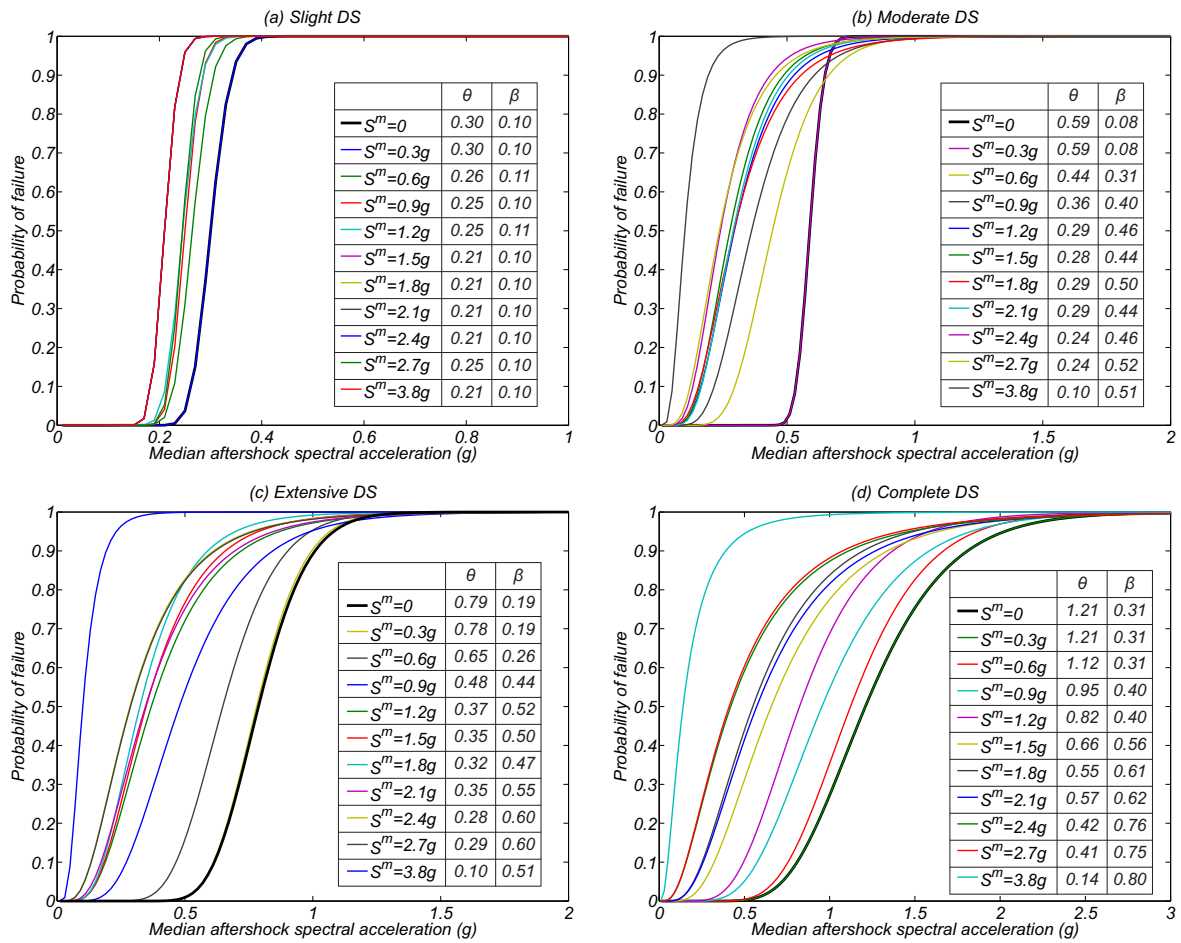 (a) Slight DS
Probability of failure
1
0.9
0.8
0.7
0.6
0.5
0.4
0.3
0.2
0.1
0
θ β
S^m=0 0.30 0.10
S^m=0.3g 0.30 0.10
S^m=0.6g 0.26 0.11
S^m=0.9g 0.25 0.10
S^m=1.2g 0.25 0.11
S^m=1.5g 0.21 0.10
S^m=1.8g 0.21 0.10
S^m=2.1g 0.21 0.10
S^m=2.4g 0.21 0.10
S^m=2.7g 0.25 0.10
S^m=3.8g 0.21 0.10
0.2 0.4 0.6 0.8 1
Median aftershock spectral acceleration (g)
(b) Moderate DS
Probability of failure
1
0.9
0.8
0.7
0.6
0.5
0.4
0.3
0.2
0.1
0
θ β
S^m=0 0.59 0.08
S^m=0.3g 0.59 0.08
S^m=0.6g 0.44 0.31
S^m=0.9g 0.36 0.40
S^m=1.2g 0.29 0.46
S^m=1.5g 0.28 0.44
S^m=1.8g 0.29 0.50
S^m=2.1g 0.29 0.44
S^m=2.4g 0.24 0.46
S^m=2.7g 0.24 0.52
S^m=3.8g 0.10 0.51
0 0.5 1 1.5 2
Median aftershock spectral acceleration (g)
(c) Extensive DS
Probability of failure
1
0.9
0.8
0.7
0.6
0.5
0.4
0.3
0.2
0.1
0
θ β
S^m=0 0.79 0.19
S^m=0.3g 0.78 0.19
S^m=0.6g 0.65 0.26
S^m=0.9g 0.48 0.44
S^m=1.2g 0.37 0.52
S^m=1.5g 0.35 0.50
S^m=1.8g 0.32 0.47
S^m=2.1g 0.35 0.55
S^m=2.4g 0.28 0.60
S^m=2.7g 0.29 0.60
S^m=3.8g 0.10 0.51
0 0.5 1 1.5 2
Median aftershock spectral acceleration (g)
(d) Complete DS
Probability of failure
1
0.9
0.8
0.7
0.6
0.5
0.4
0.3
0.2
0.1
0
θ β
S^m=0 1.21 0.31
S^m=0.3g 1.21 0.31
S^m=0.6g 1.12 0.31
S^m=0.9g 0.95 0.40
S^m=1.2g 0.82 0.40
S^m=1.5g 0.66 0.56
S^m=1.8g 0.55 0.61
S^m=2.1g 0.57 0.62
S^m=2.4g 0.42 0.76
S^m=2.7g 0.41 0.75
S^m=3.8g 0.14 0.80
0 0.5 1 1.5 2 2.5 3
Median aftershock spectral acceleration (g)